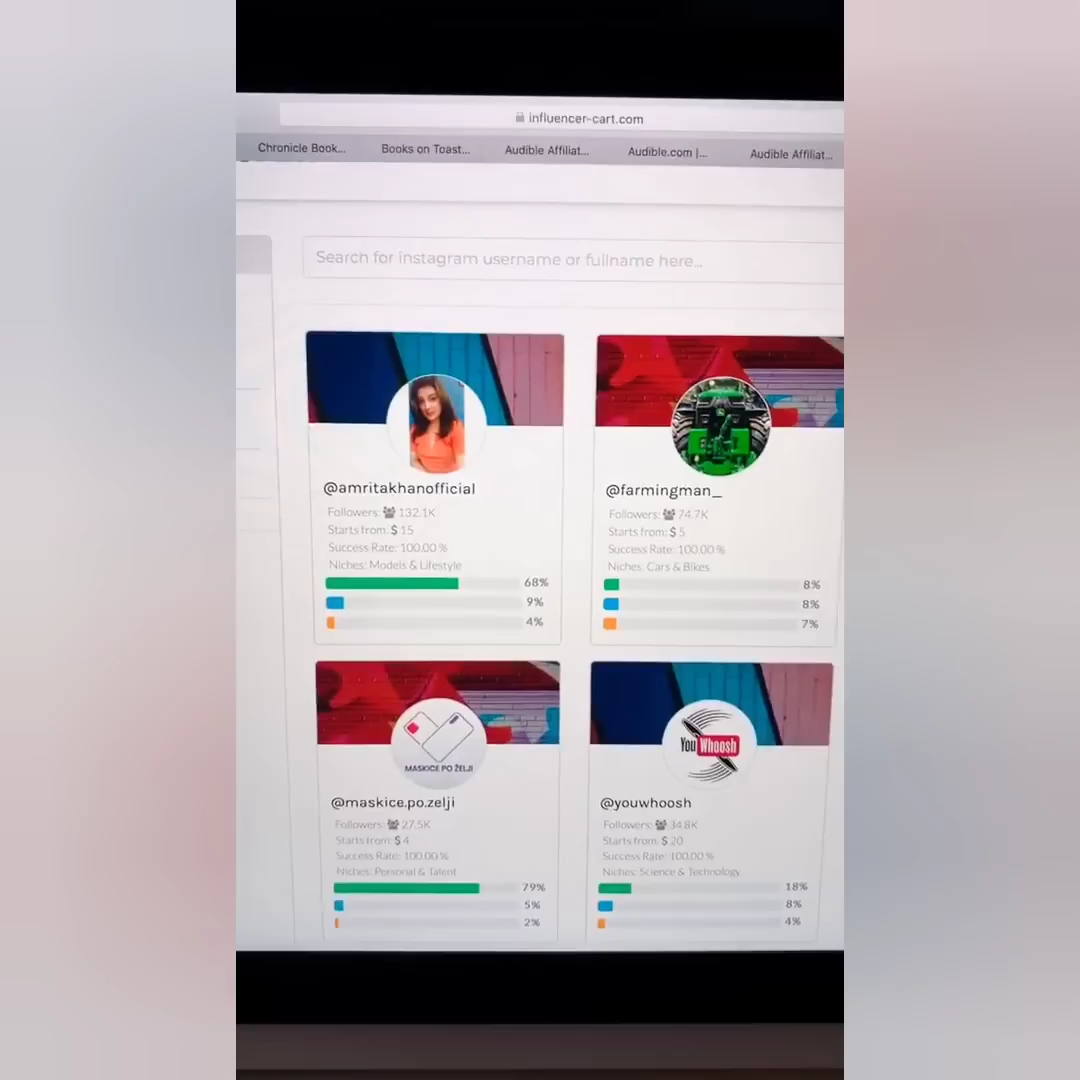 influencer-cart.com
Chronicle Book... Books on Toast... Audible Affiliat... Audible.com |... Audible Affiliat...
Search for instagram username or fullname here...
@amritakhanofficial
Followers: 132.1K
Starts from: $ 15
Success Rate: 100.00 %
Niches: Models & Lifestyle
68%
9%
4%
@farmingman_
Followers: 74.7K
Starts from: $ 5
Success Rate: 100.00 %
Niches: Cars & Bikes
8%
8%
7%
MASKICE PO ŽELJI
@maskice.po.zelji
Followers: 27.5K
Starts from: $ 4
Success Rate: 100.00 %
Niches: Personal & Talent
79%
5%
2%
You Whoosh
@youwhoosh
Followers: 34.8K
Starts from: $ 20
Success Rate: 100.00 %
Niches: Science & Technology
18%
8%
4%